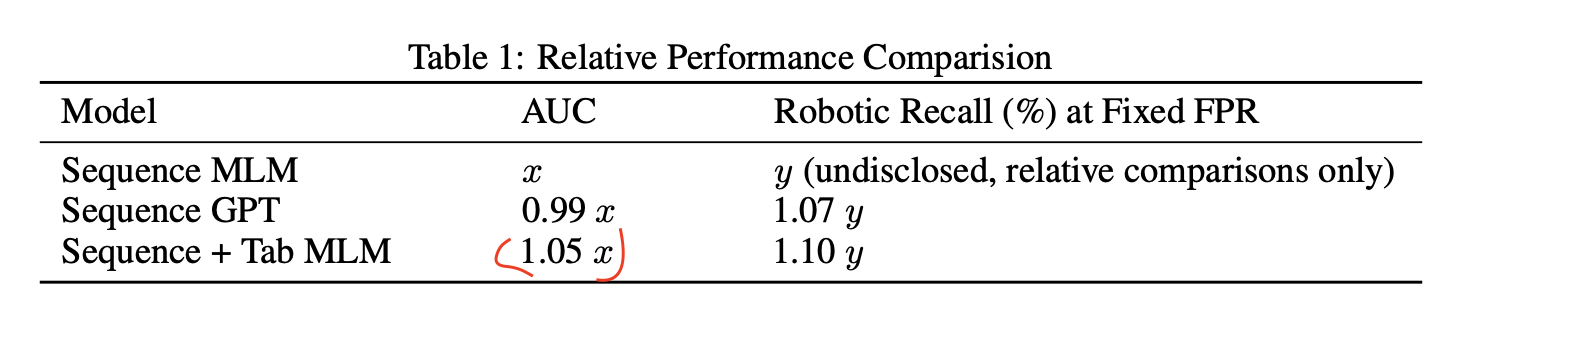 Table 1: Relative Performance Comparision
Model AUC Robotic Recall (%) at Fixed FPR
Sequence MLM x y (undisclosed, relative comparisons only)
Sequence GPT 0.99 x 1.07 y
Sequence + Tab MLM 1.05 x 1.10 y